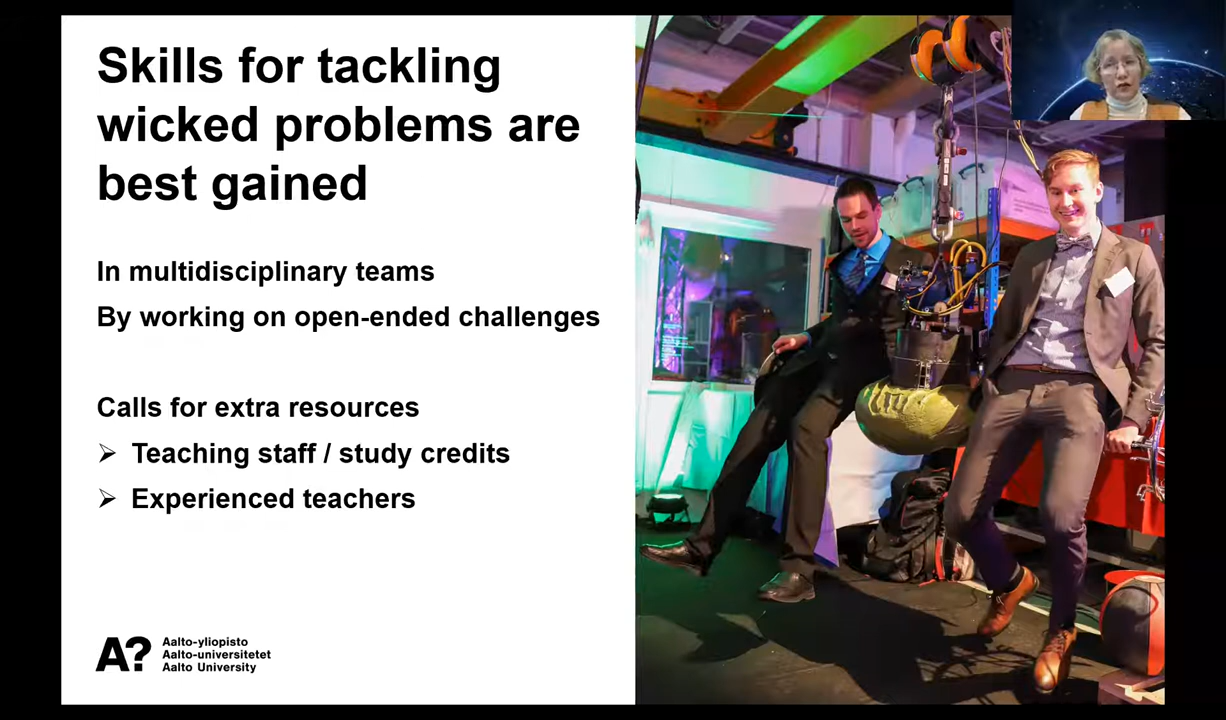 Skills for tackling
wicked problems are
best gained
In multidisciplinary teams
By working on open-ended challenges
Calls for extra resources
Teaching staff / study credits
Experienced teachers
A?
Aalto-yliopisto
Aalto-universitetet
Aalto University